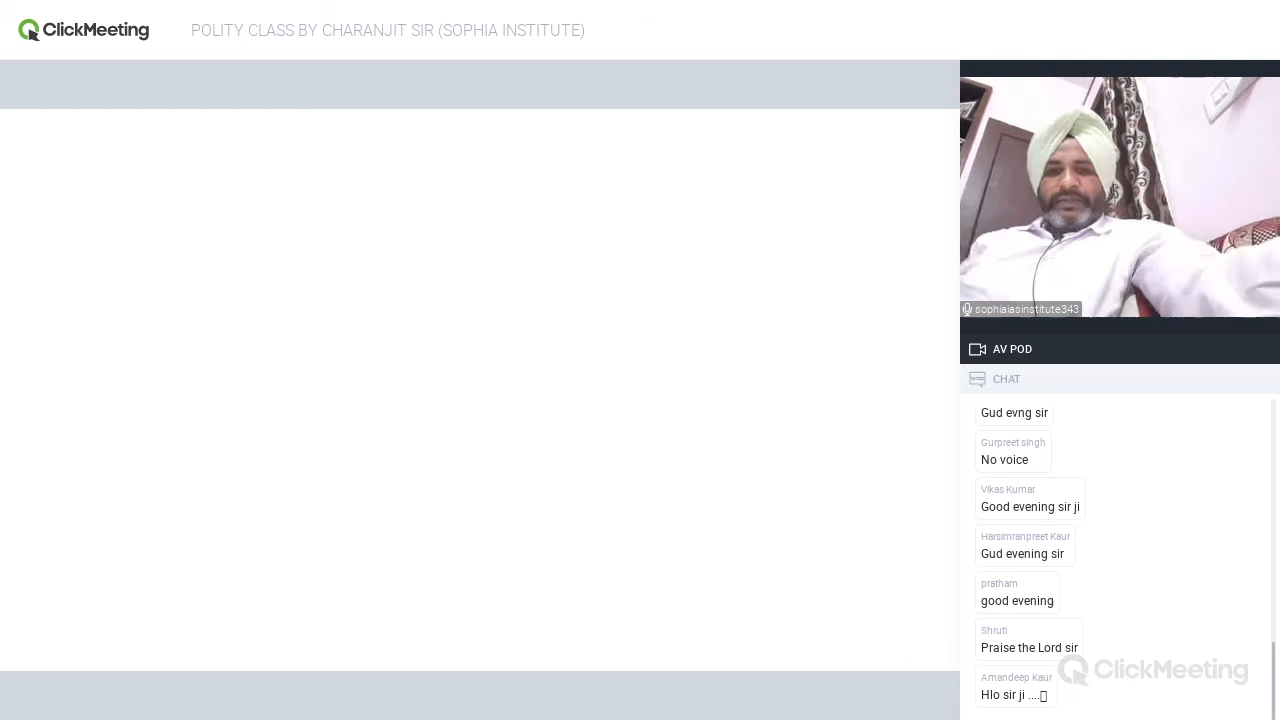 ClickMeeting
POLITY CLASS BY CHARANJIT SIR (SOPHIA INSTITUTE)
sophiaiasinstitute343
AV POD
CHAT
Gud evng sir
Gurpreet singh
No voice
Vikas Kumar
Good evening sir ji
Harsimranpreet Kaur
Gud evening sir
pratham
good evening
Shruti
Praise the Lord sir
ClickMeeting
Amandeep Kaur
Hlo sir ji ....